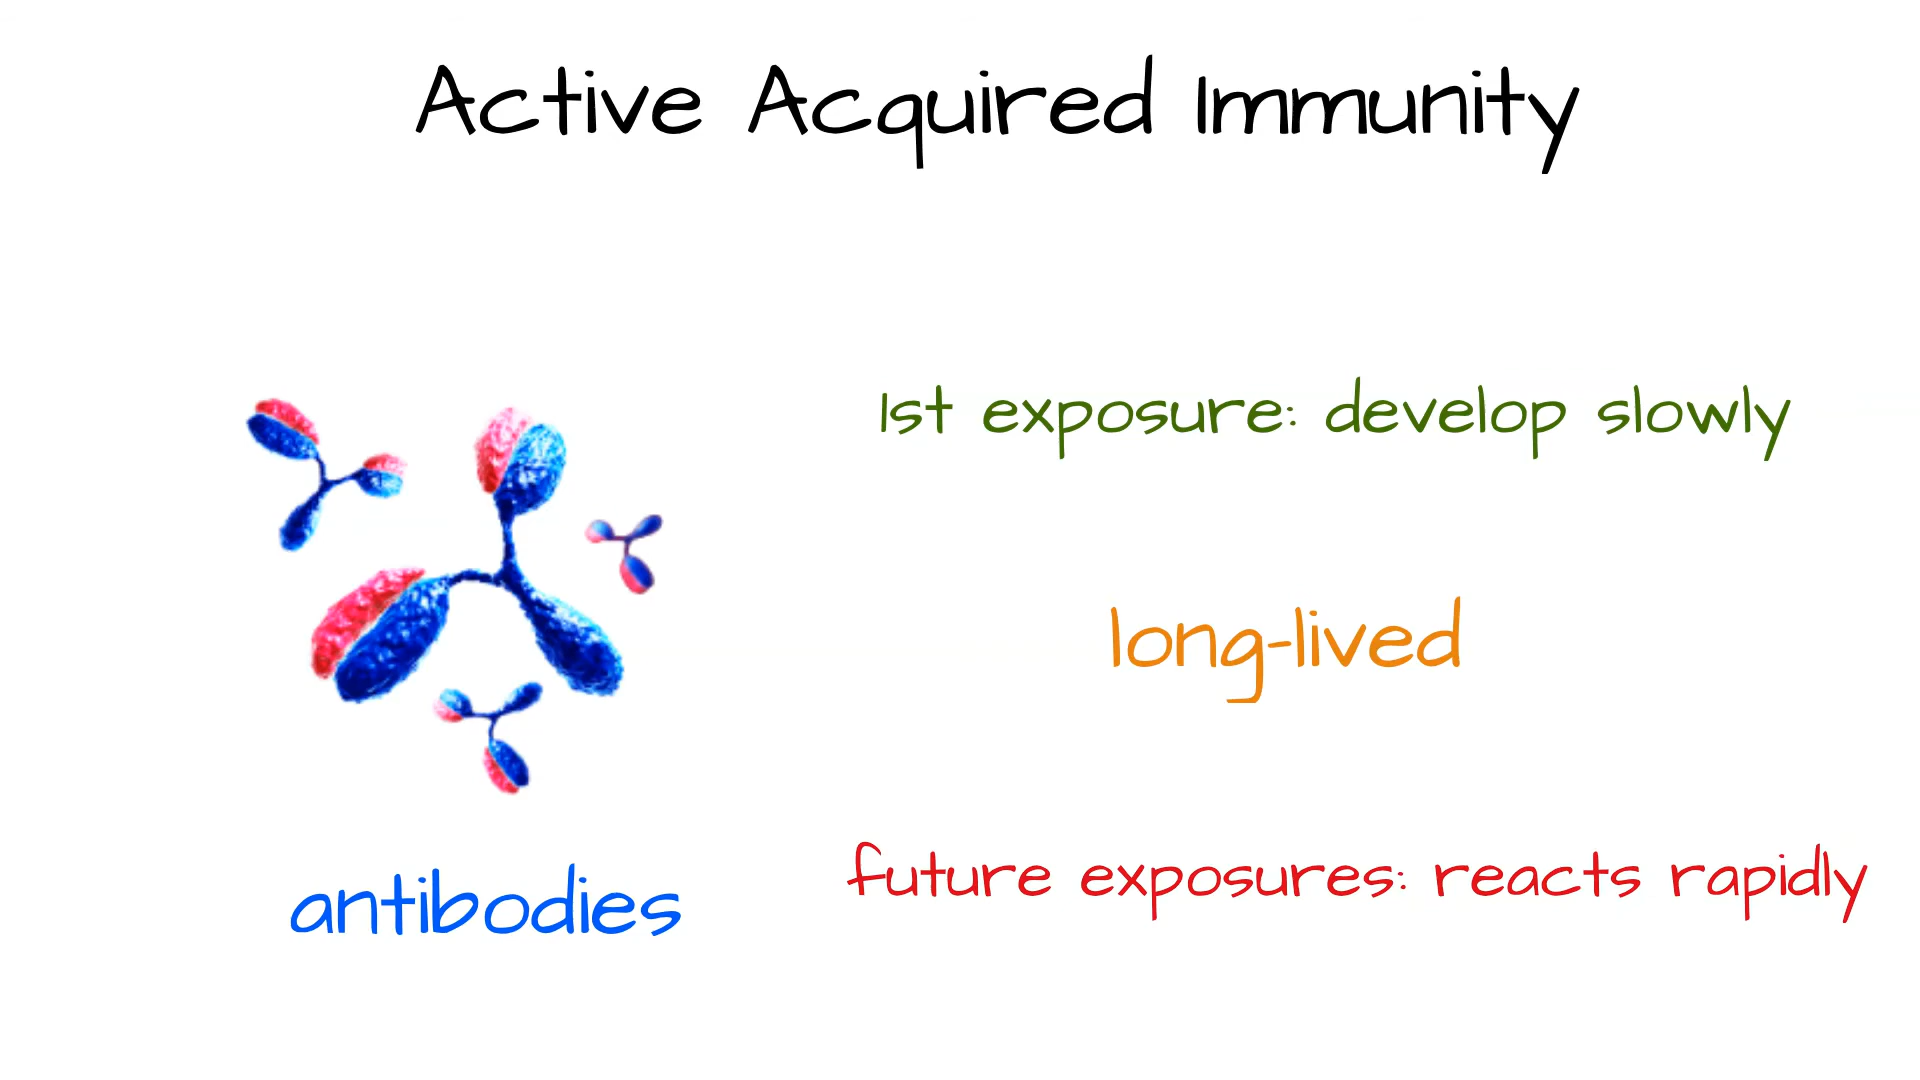 Active Acquired Immunity
1st exposure: develop slowly
long-lived
future exposures: reacts rapidly
antibodies